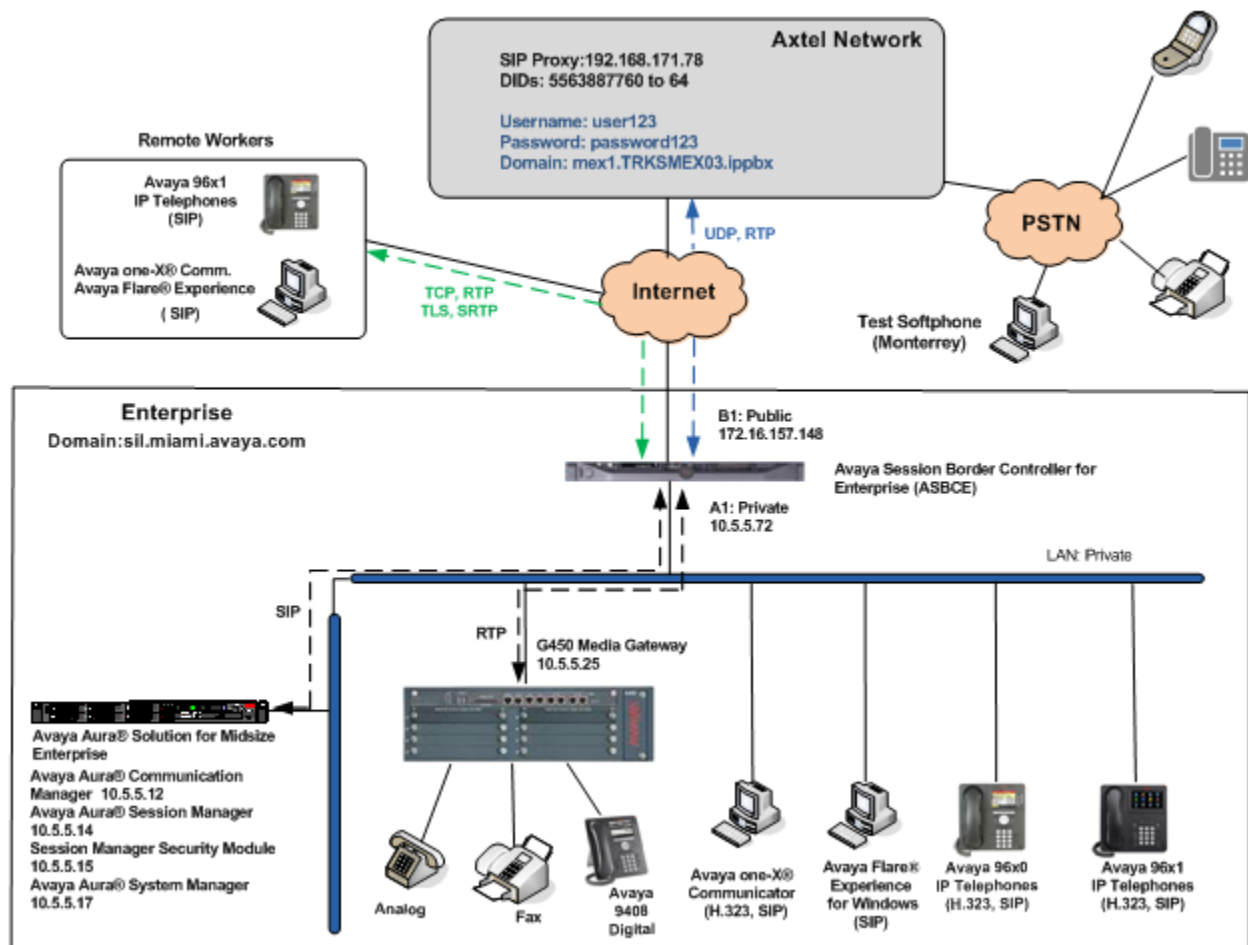 Axtel Network
SIP Proxy:192.168.171.78
DIDs: 5563887760 to 64
Username: user123
Password: password123
Domain: mex1.TRKSMEX03.ippbx
Remote Workers
Avaya 96x1
IP Telephones
(SIP)
Avaya one-X® Comm.
Avaya Flare® Experience
( SIP)
TCP, RTP
TLS, SRTP
UDP, RTP
Internet
PSTN
Test Softphone
(Monterrey)
Enterprise
Domain:sil.miami.avaya.com
B1: Public
172.16.157.148
Avaya Session Border Controller for
Enterprise (ASBCE)
A1: Private
10.5.5.72
LAN: Private
SIP
RTP
G450 Media Gateway
10.5.5.25
Avaya Aura® Solution for Midsize
Enterprise
Avaya Aura® Communication
Manager 10.5.5.12
Avaya Aura® Session Manager
10.5.5.14
Session Manager Security Module
10.5.5.15
Avaya Aura® System Manager
10.5.5.17
Analog
Fax
Avaya
9408
Digital
Avaya one-X®
Communicator
(H.323, SIP)
Avaya Flare®
Experience
for Windows
(SIP)
Avaya 96x0
IP Telephones
(H.323, SIP)
Avaya 96x1
IP Telephones
(H.323, SIP)